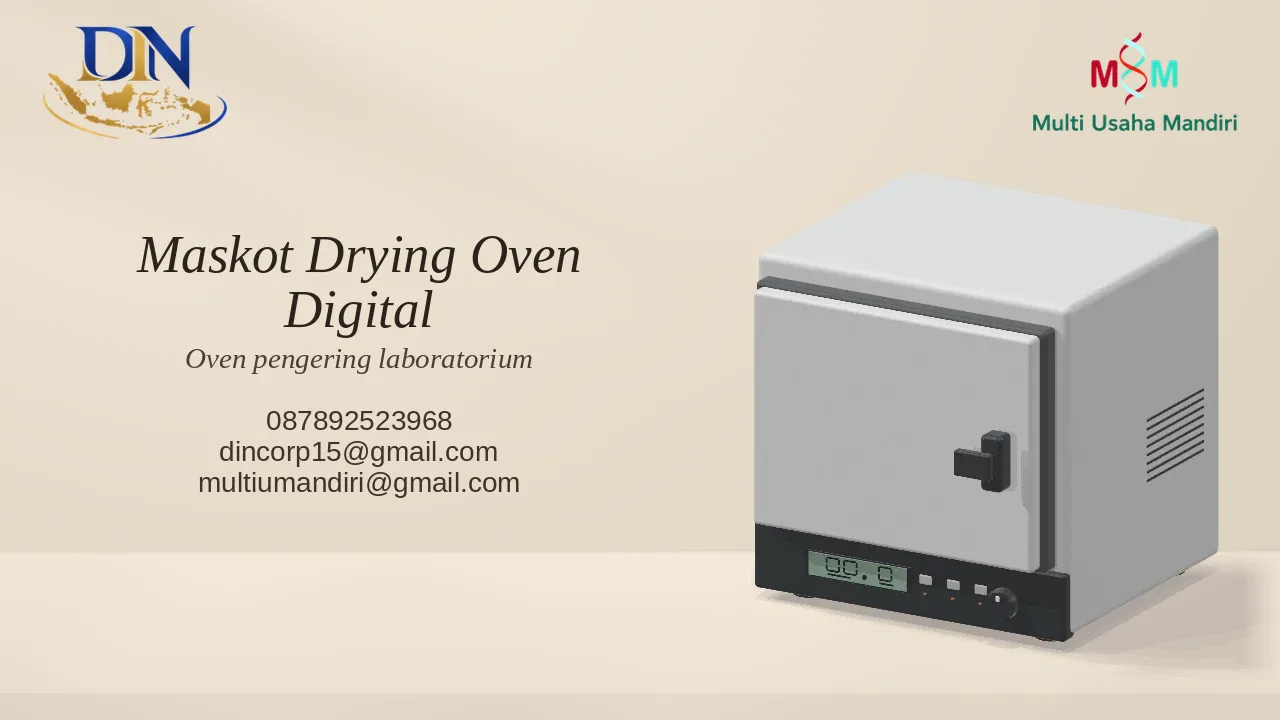 DN
M M
Multi Usaha Mandiri
Maskot Drying Oven
Digital
Oven pengering laboratorium
087892523968
dincorp15@gmail.com
multiumandiri@gmail.com
00.0